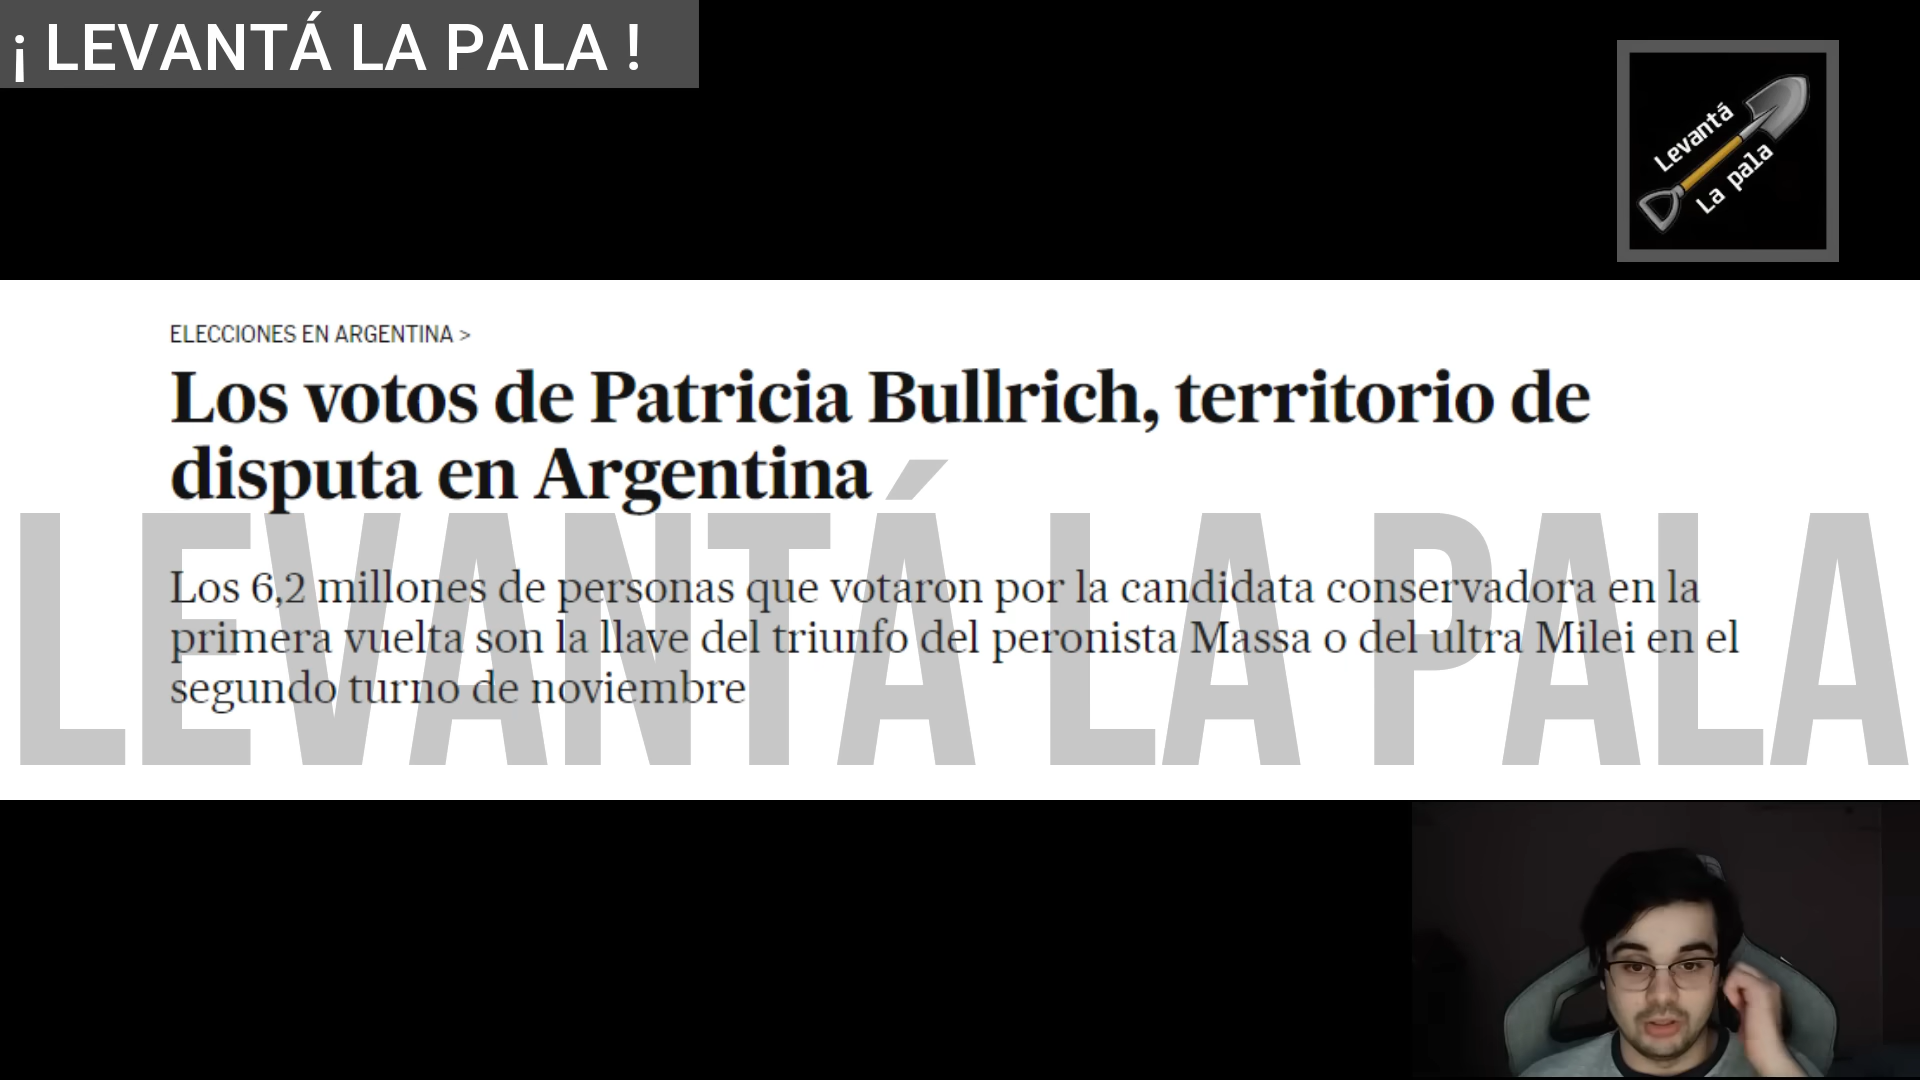 ¡ LEVANTÁ LA PALA !
Levantá
La pala
ELECCIONES EN ARGENTINA >
Los votos de Patricia Bullrich, territorio de
disputa en Argentina
LEVANTÁ LA PALA
Los 6,2 millones de personas que votaron por la candidata conservadora en la
primera vuelta son la llave del triunfo del peronista Massa o del ultra Milei en el
segundo turno de noviembre